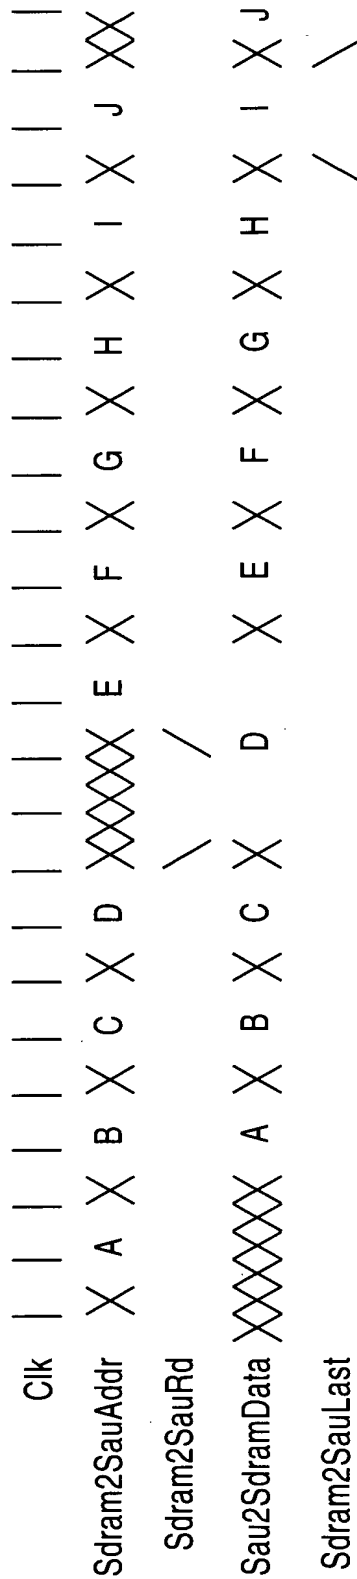 Clk
Sdram2SauAddr A B C D E F G H I J
Sdram2SauRd
Sau2SdramData A B C D E F G H I J
Sdram2SauLast